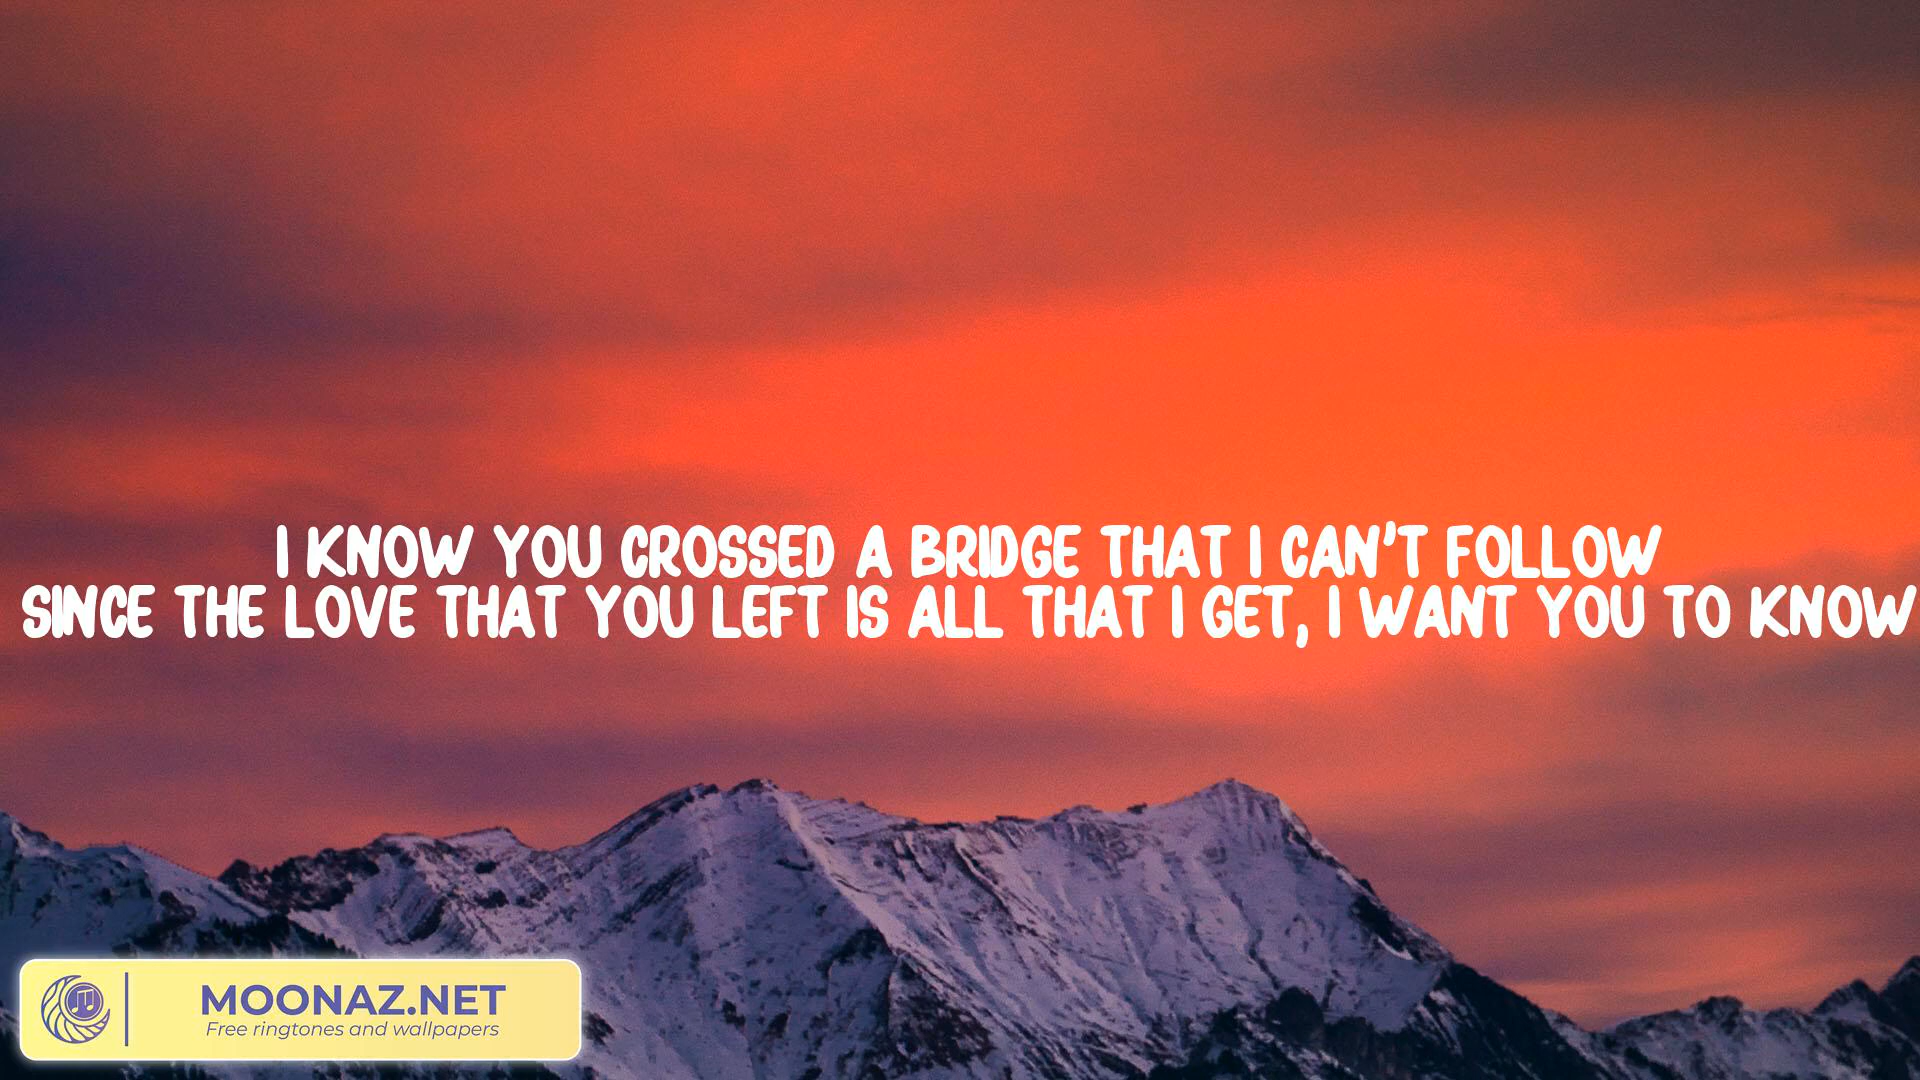 I KNOW YOU CROSSED A BRIDGE THAT I CAN'T FOLLOW
SINCE THE LOVE THAT YOU LEFT IS ALL THAT I GET, I WANT YOU TO KNOW
MOONAZ.NET
Free ringtones and wallpapers